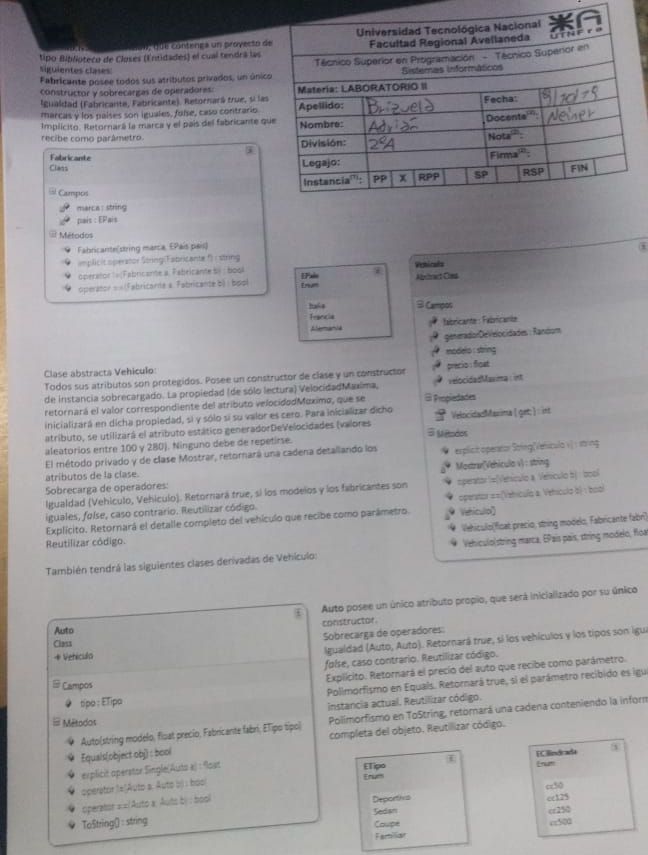 que contenga un proyecto de
tipo Biblioteca de Clases (Entidades) el cual tendrá las
siguientes clases:
Fabricante posee todos sus atributos privados, un único
constructor y sobrecargas de operadores:
Igualdad (Fabricante, Fabricante). Retornará true, si las
marcas y los países son iguales, false, caso contrario.
Implícito. Retornará la marca y el país del fabricante que
recibe como parámetro.
Universidad Tecnológica Nacional
Facultad Regional Avellaneda
UTNFra
Técnico Superior en Programación - Técnico Superior en
Sistemas Informáticos
Materia: LABORATORIO II
Apellido: Brizuela Fecha:
Nombre: Adrián Docente(2): Neiner
División: 2ºA Nota(2):
Legajo: Firma(2):
Instancia(1): PP X RPP SP RSP FIN
Fabricante
Class
Campos
marca : string
pais : EPais
Métodos
Fabricante(string marca, EPais pais)
implicit operator String(Fabricante f) : string
operator !=(Fabricante a, Fabricante b) : bool
operator ==(Fabricante a, Fabricante b) : bool
EPais
Enum
Italia
Francia
Alemania
Vehiculo
Abstract Class
Campos
fabricante : Fabricante
generadorDeVelocidades : Random
modelo : string
precio : float
velocidadMaxima : int
Propiedades
VelocidadMaxima { get; } : int
Métodos
explicit operator String(Vehiculo v) : string
Mostrar(Vehiculo v) : string
operator !=(Vehiculo a, Vehiculo b) : bool
operator ==(Vehiculo a, Vehiculo b) : bool
Vehiculo()
Vehiculo(float precio, string modelo, Fabricante fabri)
Vehiculo(string marca, EPais pais, string modelo, floa
Clase abstracta Vehiculo:
Todos sus atributos son protegidos. Posee un constructor de clase y un constructor
de instancia sobrecargado. La propiedad (de sólo lectura) VelocidadMaxima,
retornará el valor correspondiente del atributo velocidadMaxima, que se
inicializará en dicha propiedad, si y sólo si su valor es cero. Para inicializar dicho
atributo, se utilizará el atributo estático generadorDeVelocidades (valores
aleatorios entre 100 y 280). Ninguno debe de repetirse.
El método privado y de clase Mostrar, retornará una cadena detallando los
atributos de la clase.
Sobrecarga de operadores:
Igualdad (Vehiculo, Vehiculo). Retornará true, si los modelos y los fabricantes son
iguales, false, caso contrario. Reutilizar código.
Explícito. Retornará el detalle completo del vehículo que recibe como parámetro.
Reutilizar código.
También tendrá las siguientes clases derivadas de Vehiculo:
Auto
Class
Vehiculo
Campos
tipo : ETipo
Métodos
Auto(string modelo, float precio, Fabricante fabri, ETipo tipo)
Equals(object obj) : bool
explicit operator Single(Auto a) : float
operator !=(Auto a, Auto b) : bool
operator ==(Auto a, Auto b) : bool
ToString() : string
Auto posee un único atributo propio, que será inicializado por su único
constructor.
Sobrecarga de operadores:
Igualdad (Auto, Auto). Retornará true, si los vehículos y los tipos son igua
false, caso contrario. Reutilizar código.
Explícito. Retornará el precio del auto que recibe como parámetro.
Polimorfismo en Equals. Retornará true, si el parámetro recibido es igu
instancia actual. Reutilizar código.
Polimorfismo en ToString, retornará una cadena conteniendo la inform
completa del objeto. Reutilizar código.
ETipo
Enum
Deportivo
Sedan
Coupe
Familiar
ECilindrada
Enum
cc50
cc125
cc250
cc500